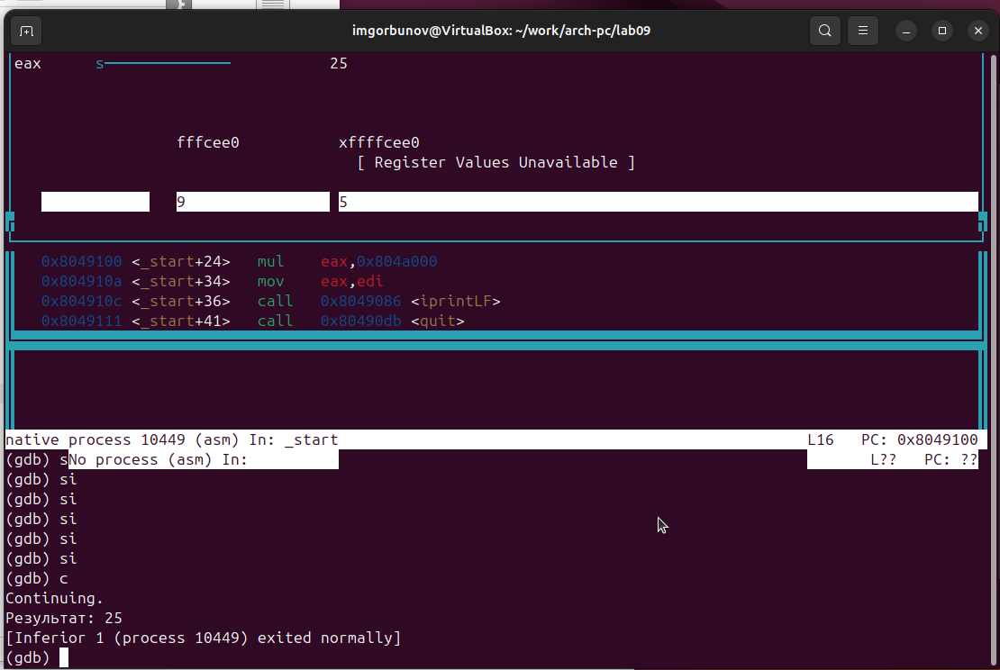 imgorbunov@VirtualBox: ~/work/arch-pc/lab09
eax s 25
fffcee0 xffffcee0
[ Register Values Unavailable ]
9 5
0x8049100 <_start+24> mul eax,0x804a000
0x804910a <_start+34> mov eax,edi
0x804910c <_start+36> call 0x8049086 <iprintLF>
0x8049111 <_start+41> call 0x80490db <quit>
native process 10449 (asm) In: _start L16 PC: 0x8049100
(gdb) sNo process (asm) In: L?? PC: ??
(gdb) si
(gdb) si
(gdb) si
(gdb) si
(gdb) si
(gdb) c
Continuing.
Результат: 25
[Inferior 1 (process 10449) exited normally]
(gdb)